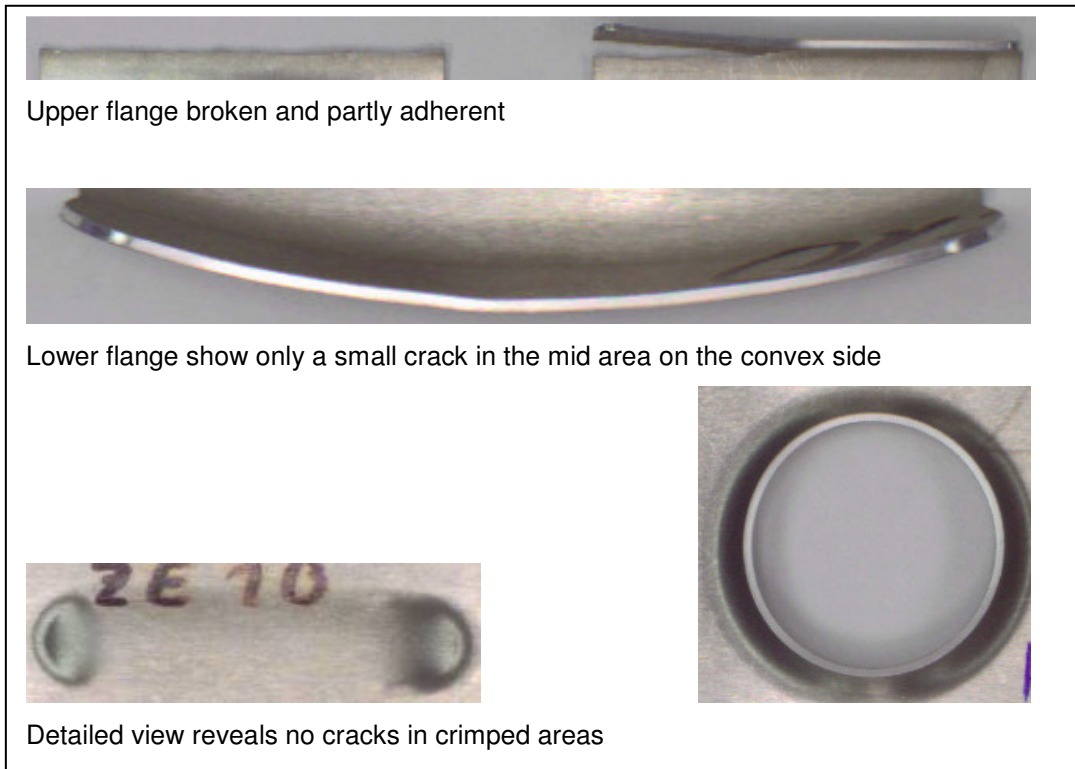 Upper flange broken and partly adherent
Lower flange show only a small crack in the mid area on the convex side
ZE 10
Detailed view reveals no cracks in crimped areas